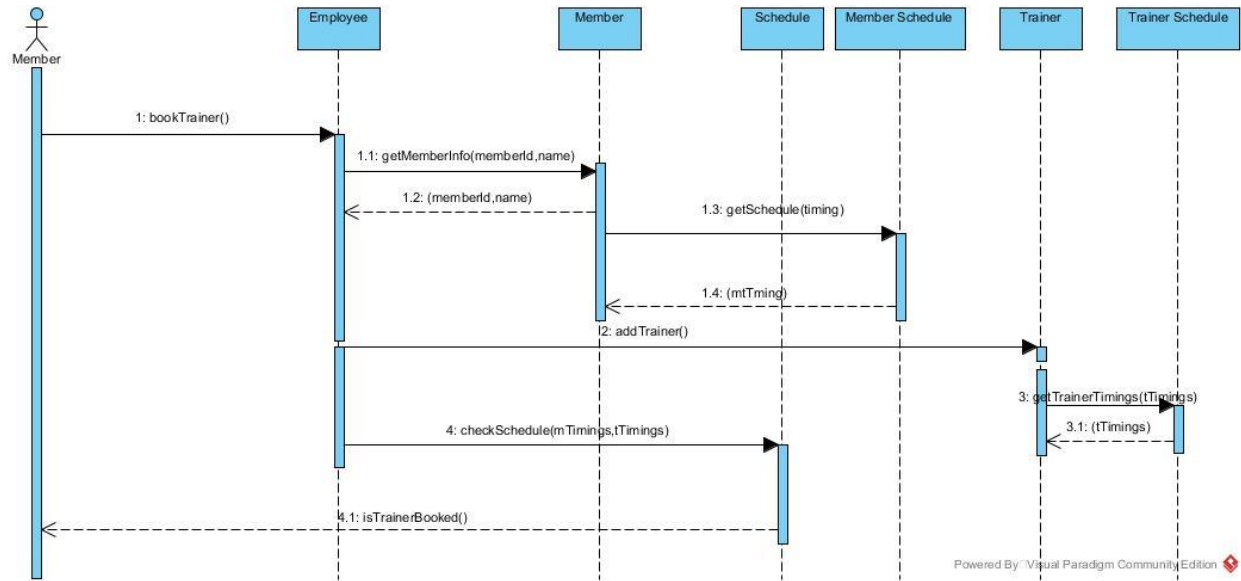 Employee
Member
Schedule
Member Schedule
Trainer
Trainer Schedule
Member
1: bookTrainer()
1.1: getMemberInfo(memberId,name)
1.2: (memberId,name)
1.3: getSchedule(timing)
1.4: (mtTming)
2: addTrainer()
3: getTrainerTimings(tTimings)
3.1: (tTimings)
4: checkSchedule(mTimings,tTimings)
4.1: isTrainerBooked()
Powered By Visual Paradigm Community Edition